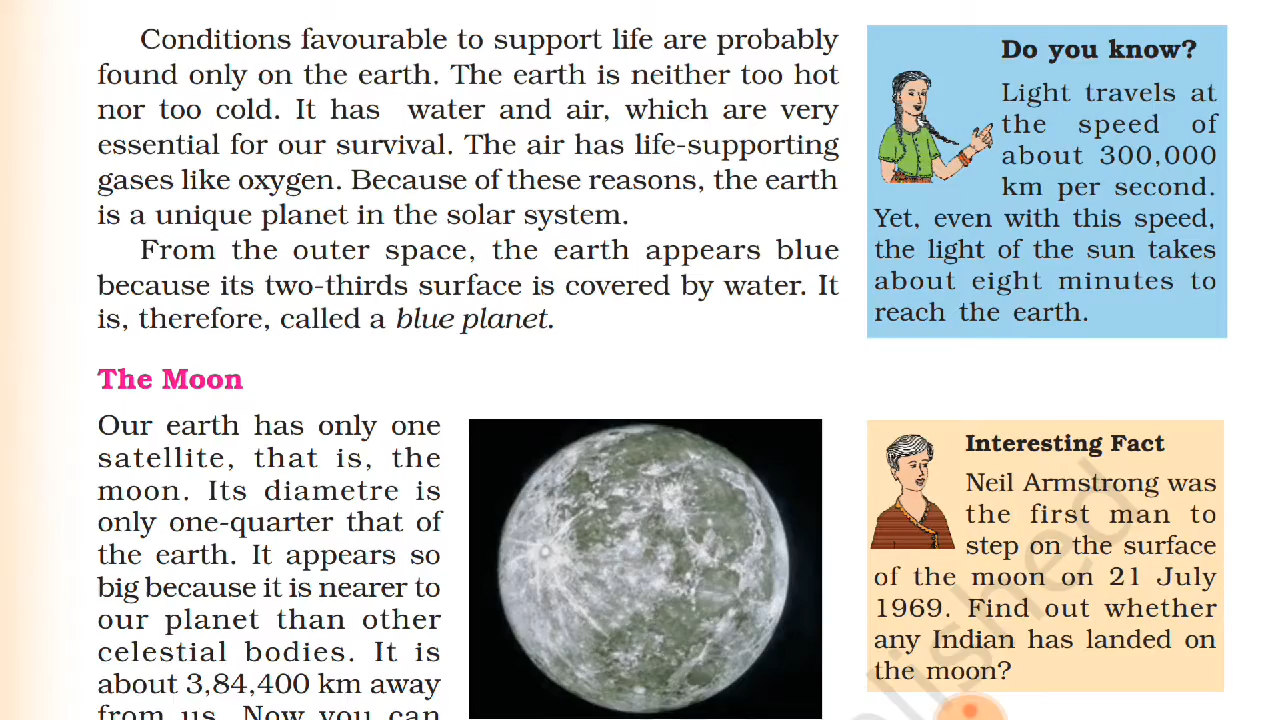 Conditions favourable to support life are probably
found only on the earth. The earth is neither too hot
nor too cold. It has water and air, which are very
essential for our survival. The air has life-supporting
gases like oxygen. Because of these reasons, the earth
is a unique planet in the solar system.
From the outer space, the earth appears blue
because its two-thirds surface is covered by water. It
is, therefore, called a blue planet.
The Moon
Our earth has only one
satellite, that is, the
moon. Its diametre is
only one-quarter that of
the earth. It appears so
big because it is nearer to
our planet than other
celestial bodies. It is
about 3,84,400 km away
from us. Now you can
Do you know?
Light travels at
the speed of
about 300,000
km per second.
Yet, even with this speed,
the light of the sun takes
about eight minutes to
reach the earth.
Interesting Fact
Neil Armstrong was
the first man to
step on the surface
of the moon on 21 July
1969. Find out whether
any Indian has landed on
the moon?